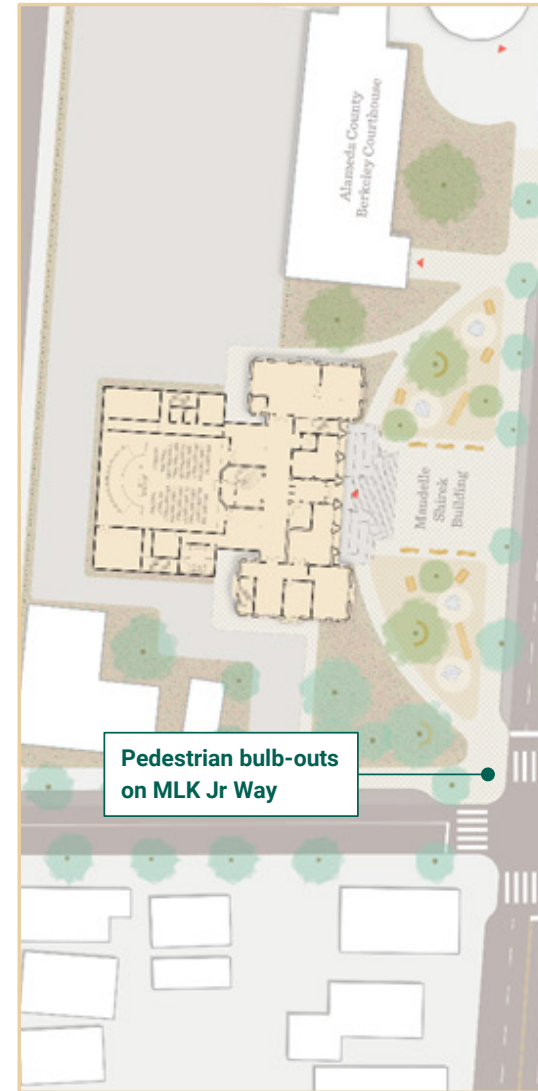 Alameda County
Berkeley Courthouse
Maudelle
Shirek
Building
Pedestrian bulb-outs
on MLK Jr Way